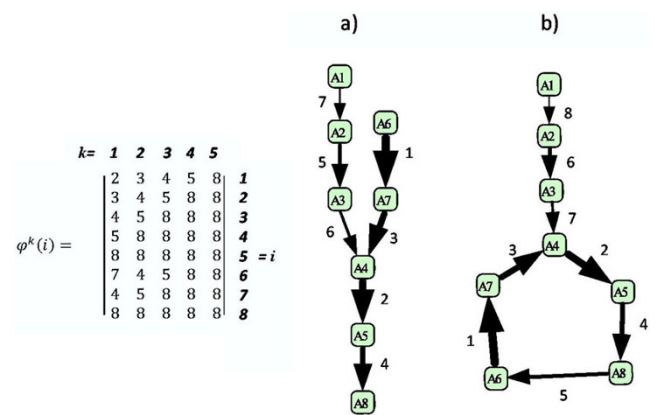 a) b)
k= 1 2 3 4 5
φᵏ(i) =
2 3 4 5 8 1
3 4 5 8 8 2
4 5 8 8 8 3
5 8 8 8 8 4
8 8 8 8 8 5 = i
7 4 5 8 8 6
4 5 8 8 8 7
8 8 8 8 8 8
A1
7
A2
A6
5
1
A3
A7
6
3
A4
2
A5
4
A8
A1
8
A2
6
A3
7
A4
3
2
A7
A5
1
4
A6
A8
5